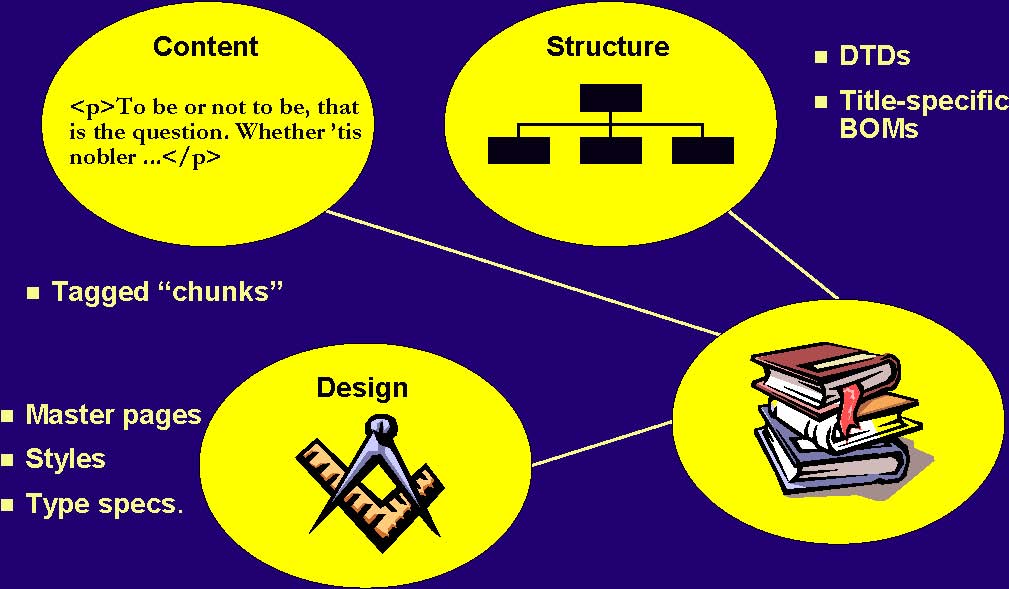 Content
<p>To be or not to be, that
is the question. Whether ’tis
nobler ...</p>
Structure
DTDs
Title-specific
BOMs
Tagged “chunks”
Design
Master pages
Styles
Type specs.